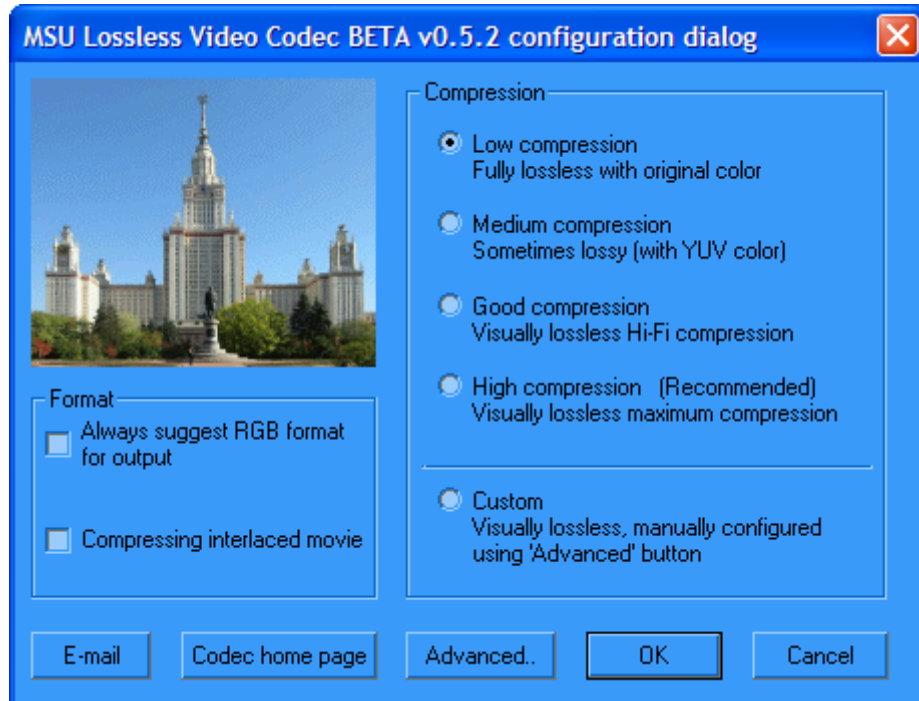 MSU Lossless Video Codec BETA v0.5.2 configuration dialog
Compression
Low compression
Fully lossless with original color
Medium compression
Sometimes lossy (with YUV color)
Good compression
Visually lossless Hi-Fi compression
High compression (Recommended)
Visually lossless maximum compression
Custom
Visually lossless, manually configured
using 'Advanced' button
Format
Always suggest RGB format
for output
Compressing interlaced movie
E-mail
Codec home page
Advanced..
OK
Cancel